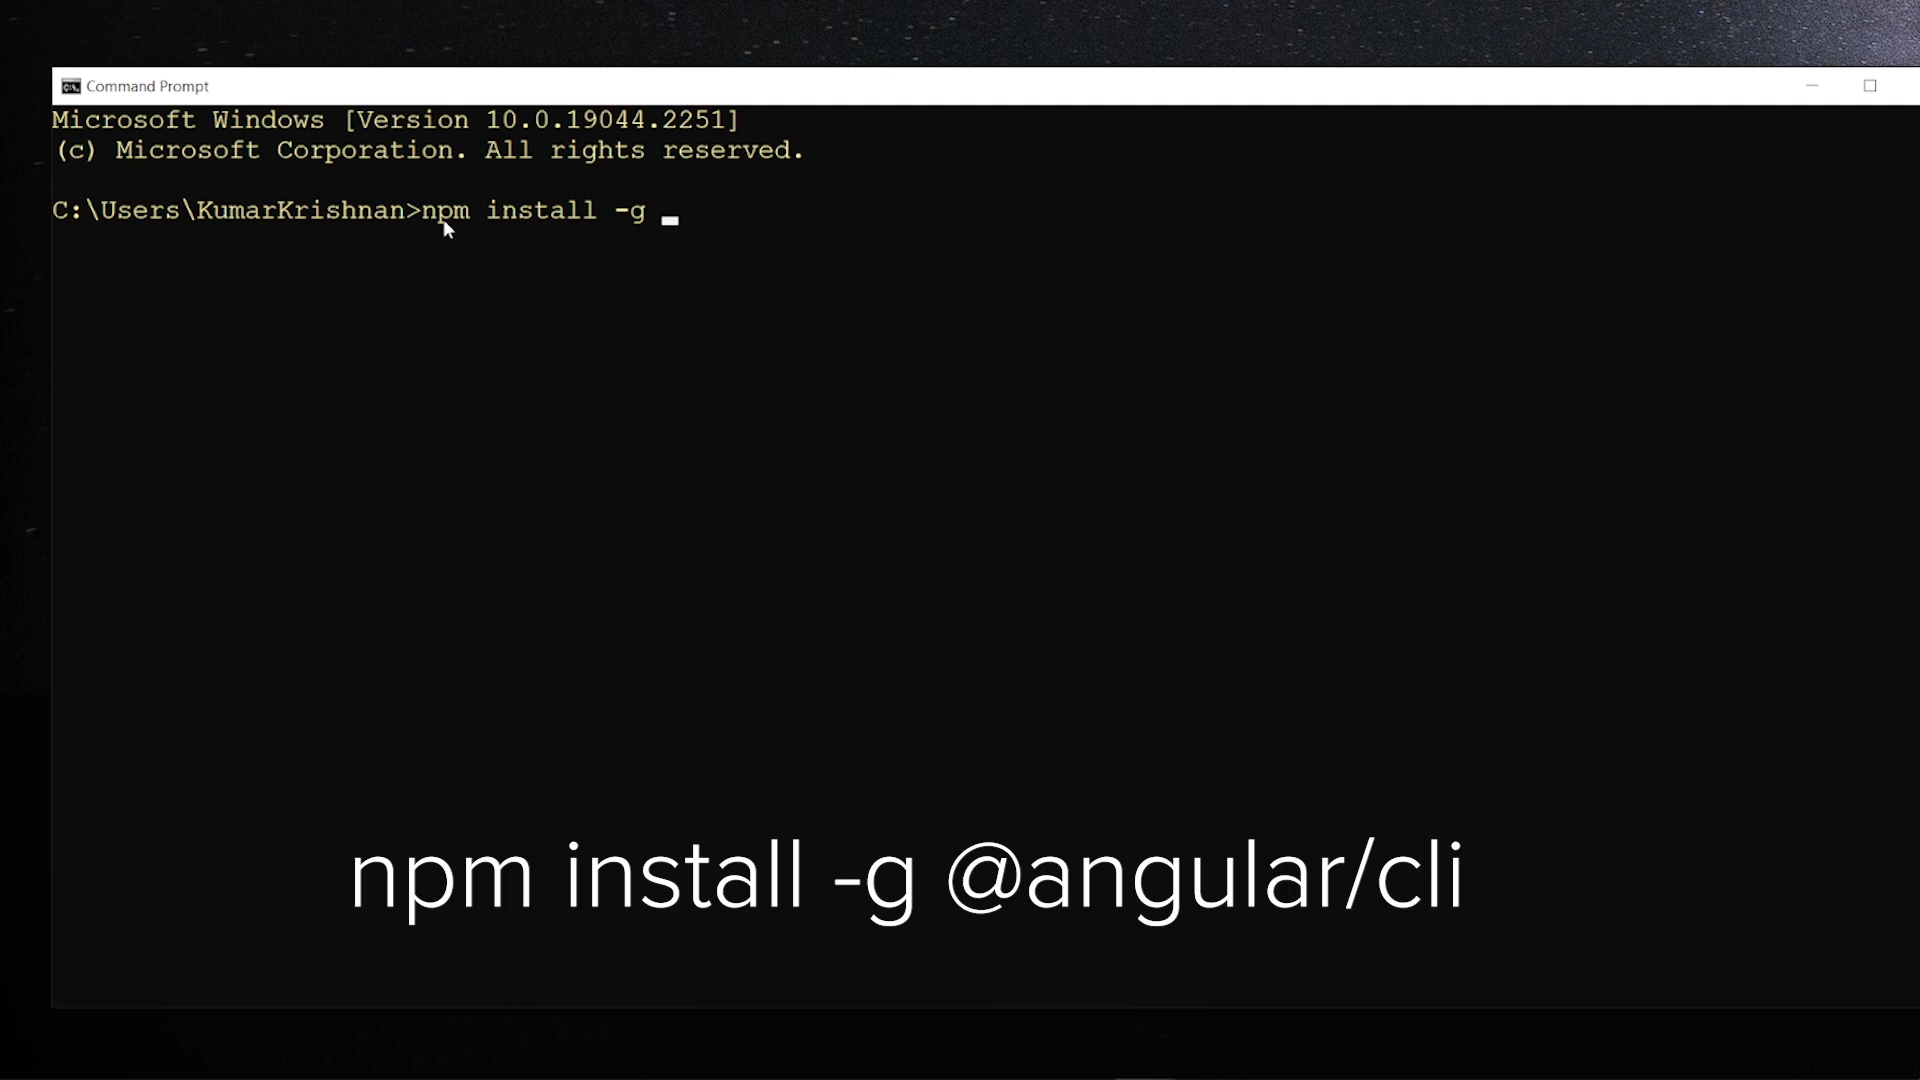 Command Prompt
Microsoft Windows [Version 10.0.19044.2251]
(c) Microsoft Corporation. All rights reserved.
C:\Users\KumarKrishnan>npm install -g
npm install -g @angular/cli